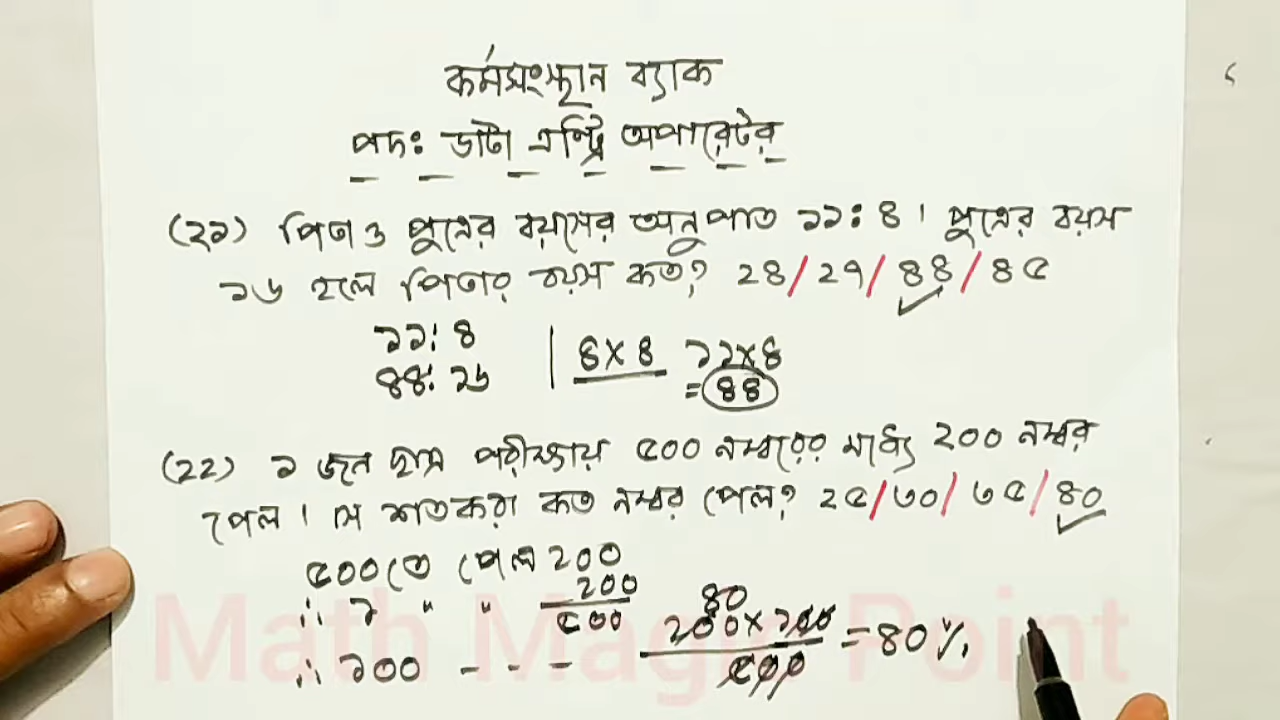 কর্মসংস্থান ব্যাংক
পদঃ ডাটা এন্ট্রি অপারেটর
(২১) পিতা ও পুত্রের বয়সের অনুপাত ১১ঃ ৪। পুত্রের বয়স
১৬ হলে পিতার বয়স কত? ২৪/২৭/৪৪/৪৫
১১ঃ ৪ | ৪×৪ ১১×৪
৪৪ঃ ১৬ = ৪৪
(২২) ১ জন ছাত্র পরীক্ষায় ৫০০ নম্বরের মধ্যে ২০০ নম্বর
পেল। সে শতকরা কত নম্বর পেল? ২৫/৩০/৩৫/৪০
৫০০তে পেল ২০০
∴ ১ " " ২০০/৫০০
∴ ১০০ - - - ২০০×১০০/৫০০ = ৪০%
৪০
Math Magic Point